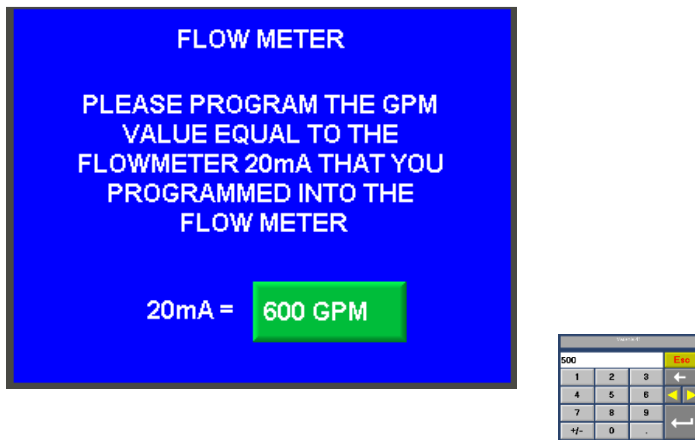 FLOW METER
PLEASE PROGRAM THE GPM
VALUE EQUAL TO THE
FLOWMETER 20mA THAT YOU
PROGRAMMED INTO THE
FLOW METER
20mA = 600 GPM
500 Esc
1 2 3
4 5 6
7 8 9
+/- 0 .